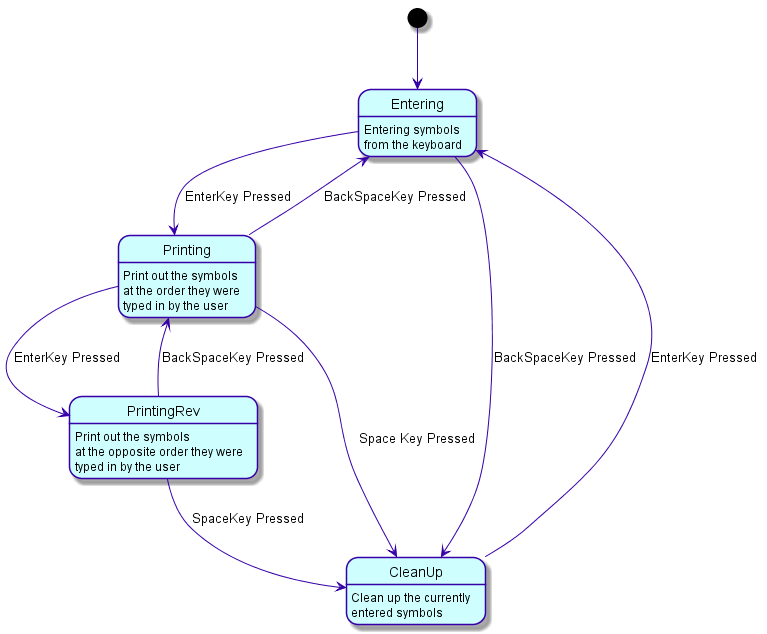 Entering
Entering symbols
from the keyboard
EnterKey Pressed
BackSpaceKey Pressed
Printing
Print out the symbols
at the order they were
typed in by the user
EnterKey Pressed
BackSpaceKey Pressed
BackSpaceKey Pressed
EnterKey Pressed
PrintingRev
Print out the symbols
at the opposite order they were
typed in by the user
Space Key Pressed
SpaceKey Pressed
CleanUp
Clean up the currently
entered symbols